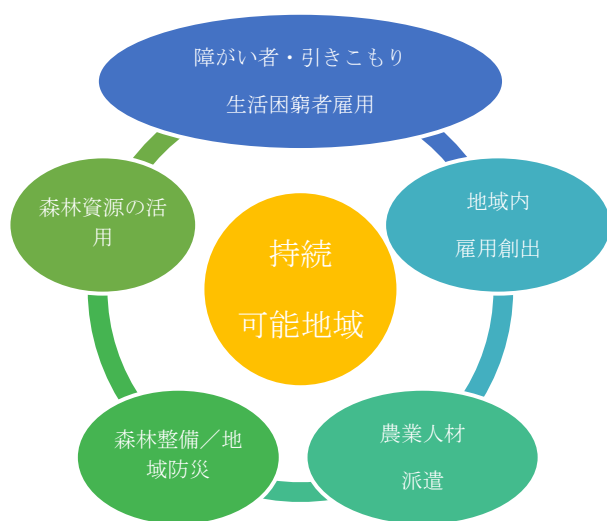 障がい者・引きこもり
生活困窮者雇用
地域内
雇用創出
農業人材
派遣
森林整備／地
域防災
森林資源の活
用
持続
可能地域